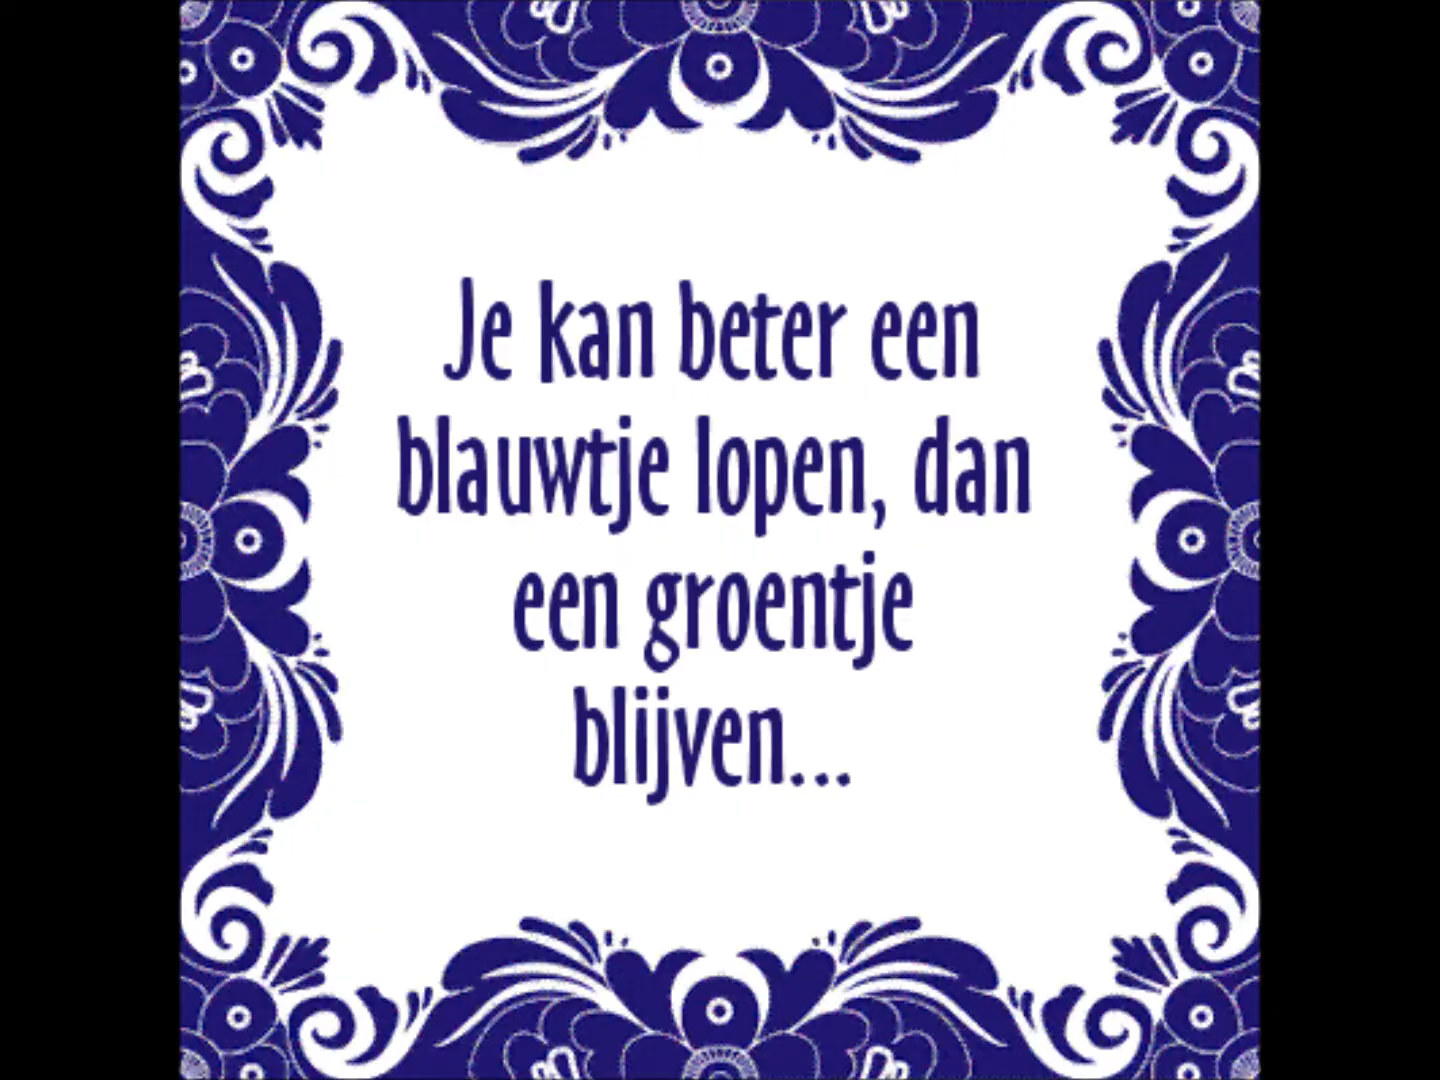 Je kan beter een
blauwtje lopen, dan
een groentje
blijven...